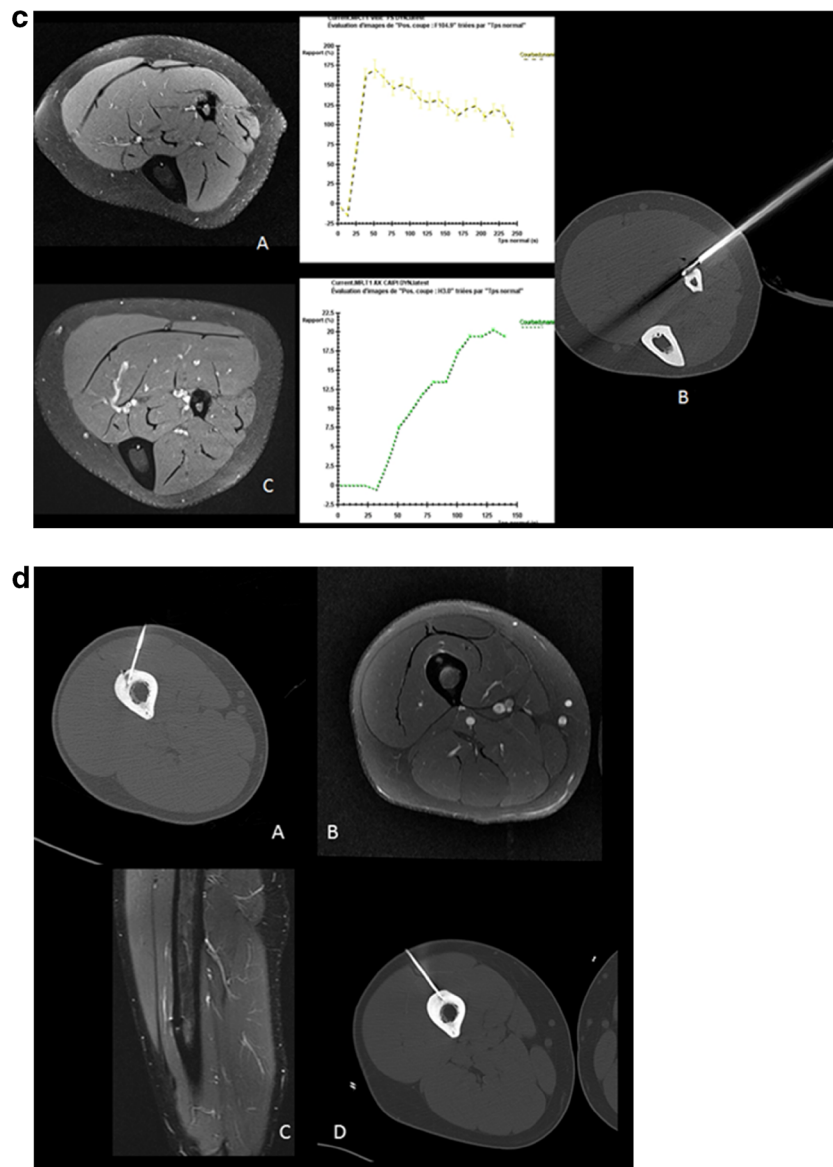 c
Évaluation d'images de "Pos. coupe : F104.9" triées par "Tps normal"
Rapport (%)
200
175
150
125
100
75
50
25
0
-25
0 25 50 75 100 125 150 175 200 225 250
Tps normal (s)
A
B
Évaluation d'images de "Pos. coupe : H3.0" triées par "Tps normal"
Rapport (%)
22.5
20
17.5
15
12.5
10
7.5
5
2.5
0
-2.5
0 25 50 75 100 125 150
C
d
A
B
C
D